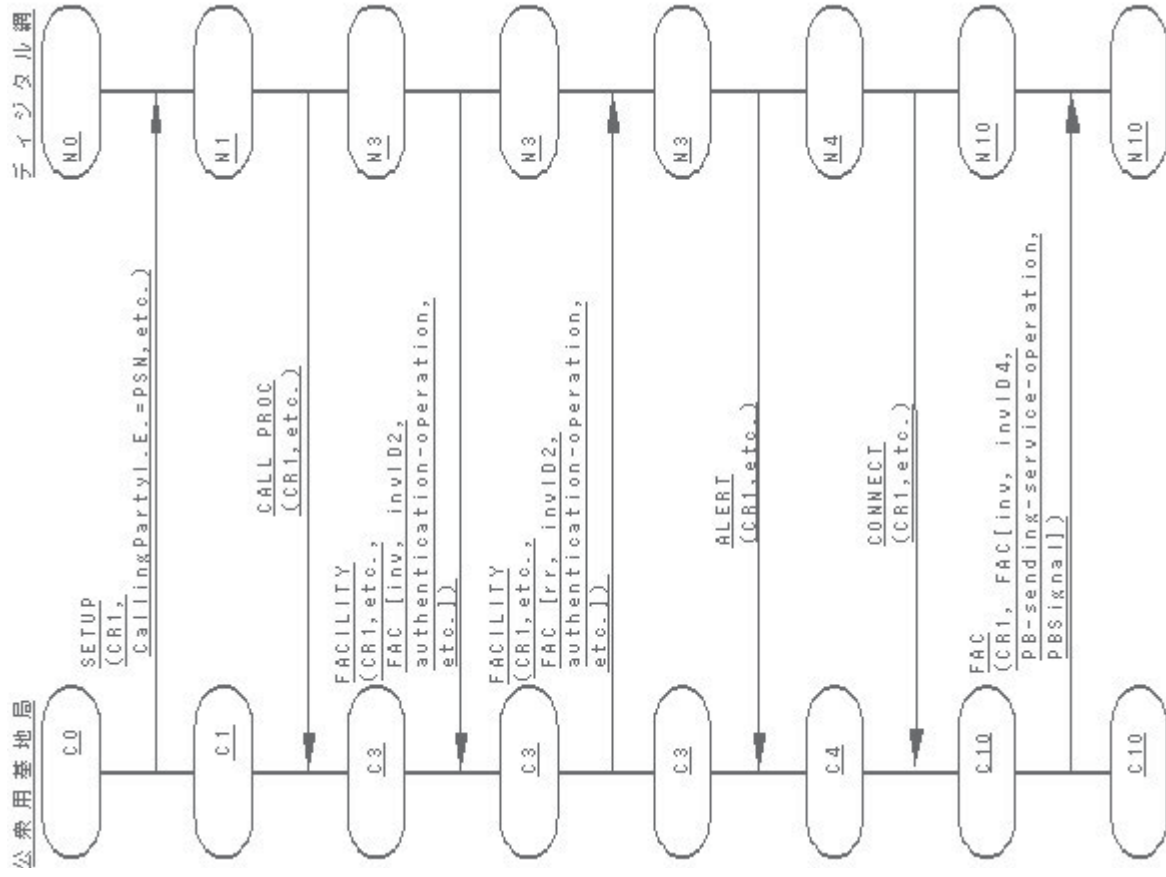 公衆用基地局
ディジタル網
C0
N0
SETUP
(CR1,
CallingPartyI.E.=PSN,etc.)
C1
N1
CALL PROC
(CR1,etc.)
C3
N3
FACILITY
(CR1,etc.,
FAC [inv, invID2,
authentication-operation,
etc.])
C3
N3
FACILITY
(CR1,etc.,
FAC [rr, invID2,
authentication-operation,
etc.])
C3
N3
ALERT
(CR1,etc.)
C4
N4
CONNECT
(CR1,etc.)
C10
N10
FAC
(CR1, FAC[inv, invID4,
PB-sending-service-operation,
PBSignal])
C10
N10